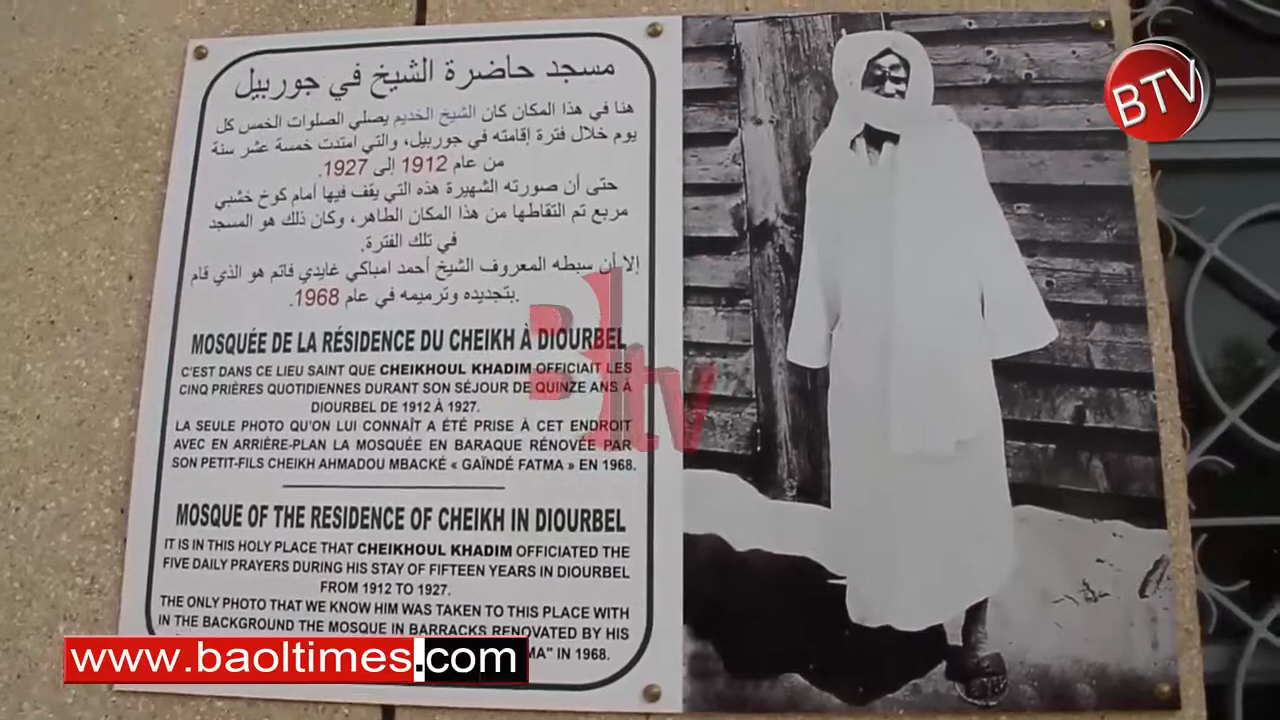 مسجد حاضرة الشيخ في جوربيل
هنا في هذا المكان كان الشيخ الخديم يصلي الصلوات الخمس كل
يوم خلال فترة إقامته في جوربيل، والتي امتدت خمسة عشر سنة
من عام 1912 إلى 1927.
حتى أن صورته الشهيرة هذه التي يقف فيها أمام كوخ خشبي
مربع تم التقاطها من هذا المكان الطاهر، وكان ذلك هو المسجد
في تلك الفترة.
إلا أن سبطه المعروف الشيخ أحمد امباكي غايدي فاتم هو الذي قام
بتجديده وترميمه في عام 1968.
MOSQUÉE DE LA RÉSIDENCE DU CHEIKH À DIOURBEL
C'EST DANS CE LIEU SAINT QUE CHEIKHOUL KHADIM OFFICIAIT LES
CINQ PRIÈRES QUOTIDIENNES DURANT SON SÉJOUR DE QUINZE ANS À
DIOURBEL DE 1912 À 1927.
LA SEULE PHOTO QU'ON LUI CONNAÎT A ÉTÉ PRISE À CET ENDROIT
AVEC EN ARRIÈRE-PLAN LA MOSQUÉE EN BARAQUE RÉNOVÉE PAR
SON PETIT-FILS CHEIKH AHMADOU MBACKÉ « GAÏNDÉ FATMA » EN 1968.
MOSQUE OF THE RESIDENCE OF CHEIKH IN DIOURBEL
IT IS IN THIS HOLY PLACE THAT CHEIKHOUL KHADIM OFFICIATED THE
FIVE DAILY PRAYERS DURING HIS STAY OF FIFTEEN YEARS IN DIOURBEL
FROM 1912 TO 1927.
THE ONLY PHOTO THAT WE KNOW HIM WAS TAKEN TO THIS PLACE WITH
IN THE BACKGROUND THE MOSQUE IN BARRACKS RENOVATED BY HIS
IN 1968.
www.baoltimes.com
BTV
Btv